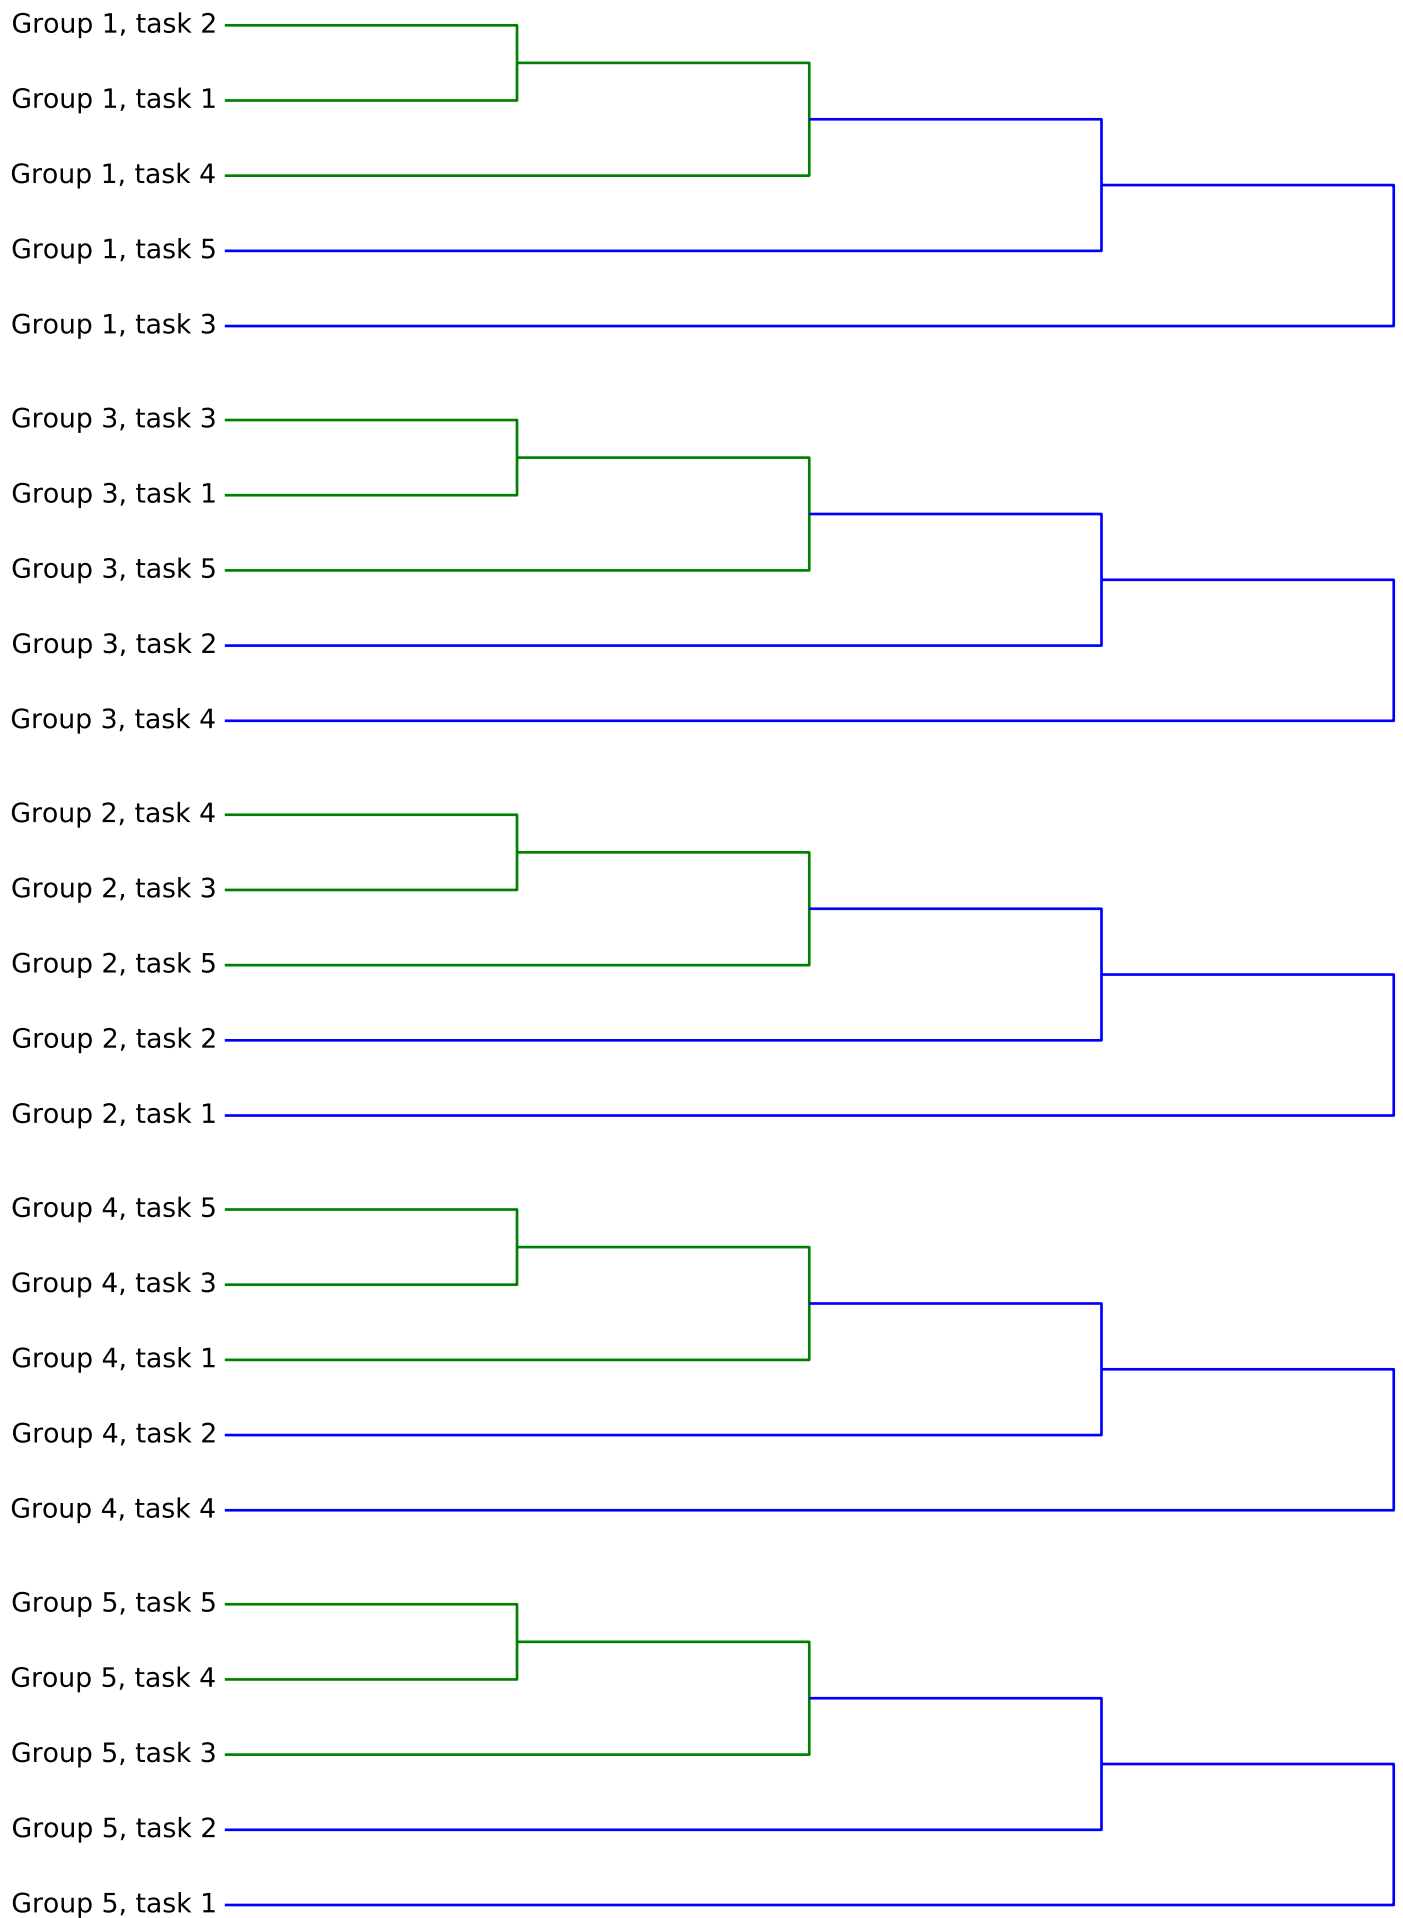 Group 1, task 2
Group 1, task 1
Group 1, task 4
Group 1, task 5
Group 1, task 3
Group 3, task 3
Group 3, task 1
Group 3, task 5
Group 3, task 2
Group 3, task 4
Group 2, task 4
Group 2, task 3
Group 2, task 5
Group 2, task 2
Group 2, task 1
Group 4, task 5
Group 4, task 3
Group 4, task 1
Group 4, task 2
Group 4, task 4
Group 5, task 5
Group 5, task 4
Group 5, task 3
Group 5, task 2
Group 5, task 1